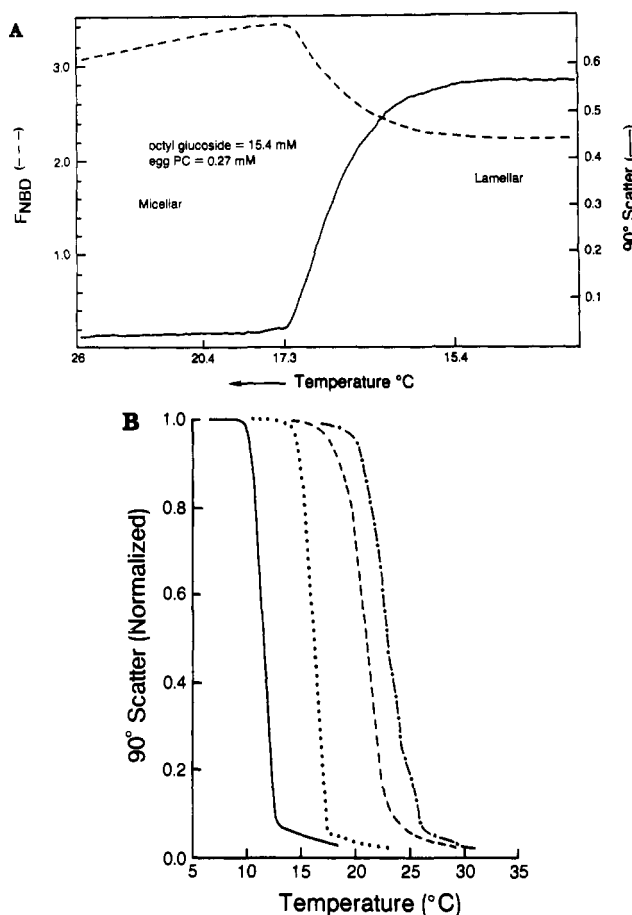 A
3.0
2.0
1.0
F_NBD (---)
octyl glucoside = 15.4 mM
egg PC = 0.27 mM
Micellar
Lamellar
0.6
0.5
0.4
0.3
0.2
0.1
90° Scatter (—)
26
20.4
17.3
15.4
Temperature °C
B
1.0
0.8
0.6
0.4
0.2
0.0
90° Scatter (Normalized)
5
10
15
20
25
30
35
Temperature (°C)